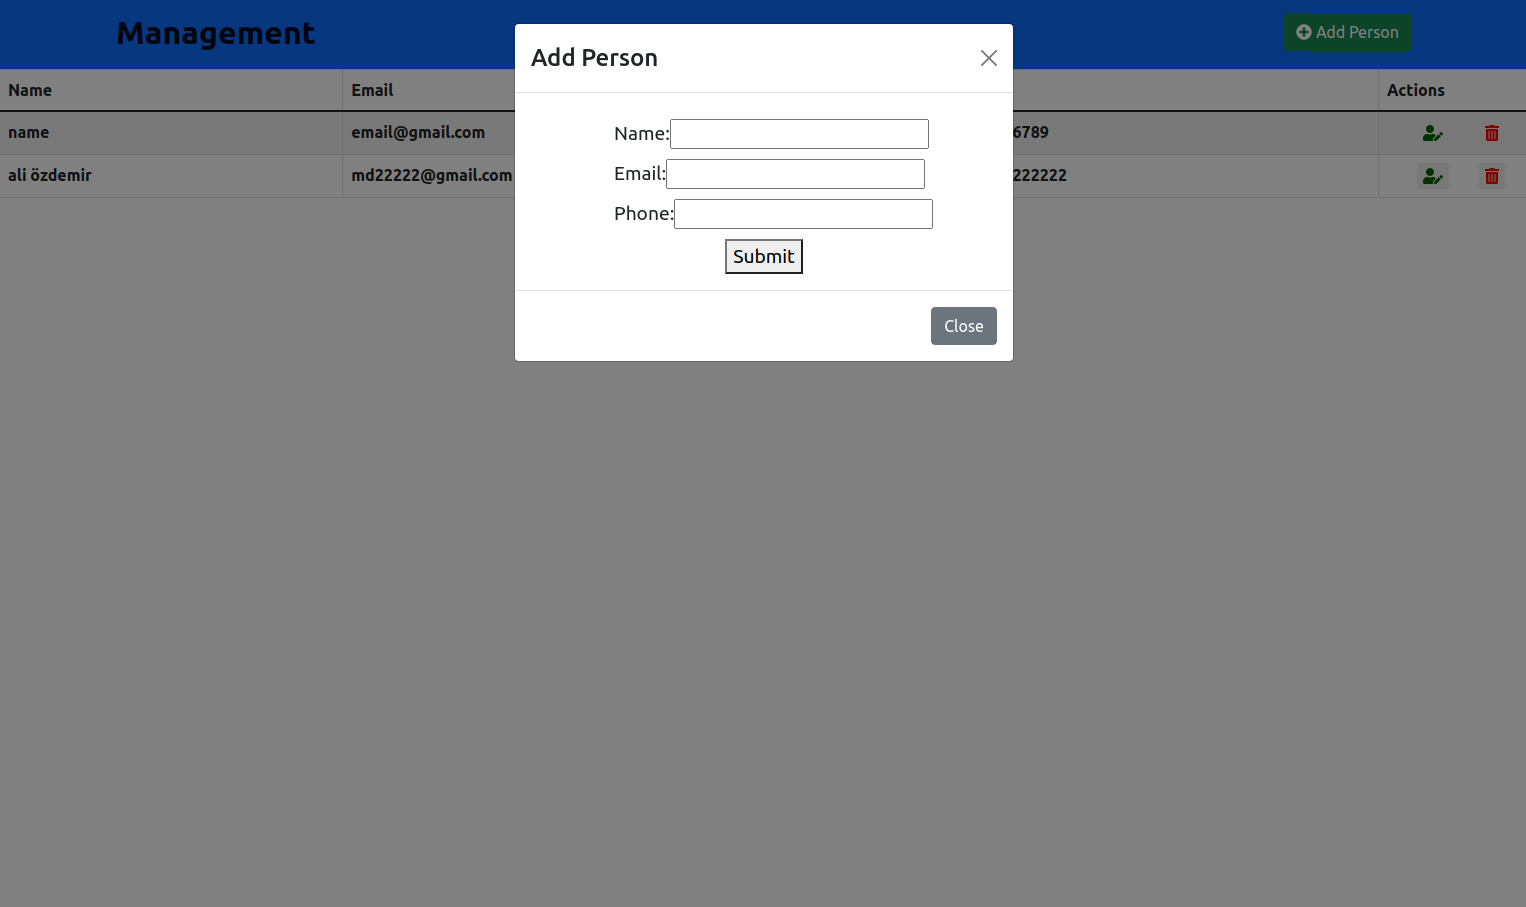 Management
Add Person
Name Email Actions
name email@gmail.com 6789
ali özdemir md22222@gmail.com 222222
Add Person
Name:
Email:
Phone:
Submit
Close